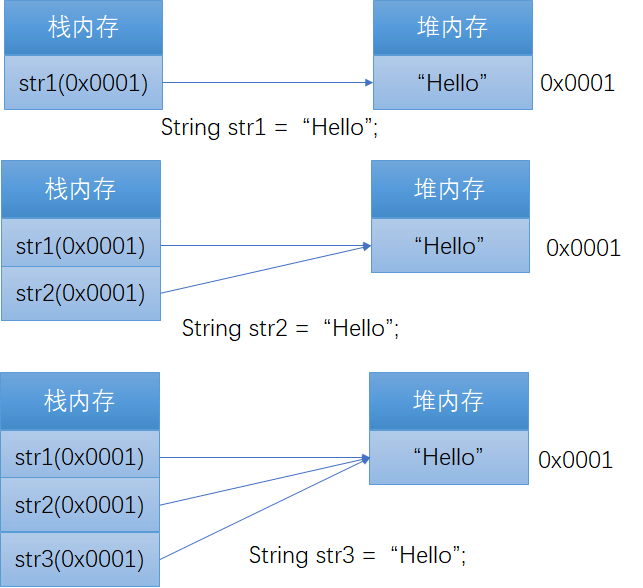 栈内存 堆内存
str1(0x0001) “Hello” 0x0001
String str1 = “Hello”;
栈内存 堆内存
str1(0x0001) “Hello” 0x0001
str2(0x0001)
String str2 = “Hello”;
栈内存 堆内存
str1(0x0001) “Hello” 0x0001
str2(0x0001)
str3(0x0001) String str3 = “Hello”;